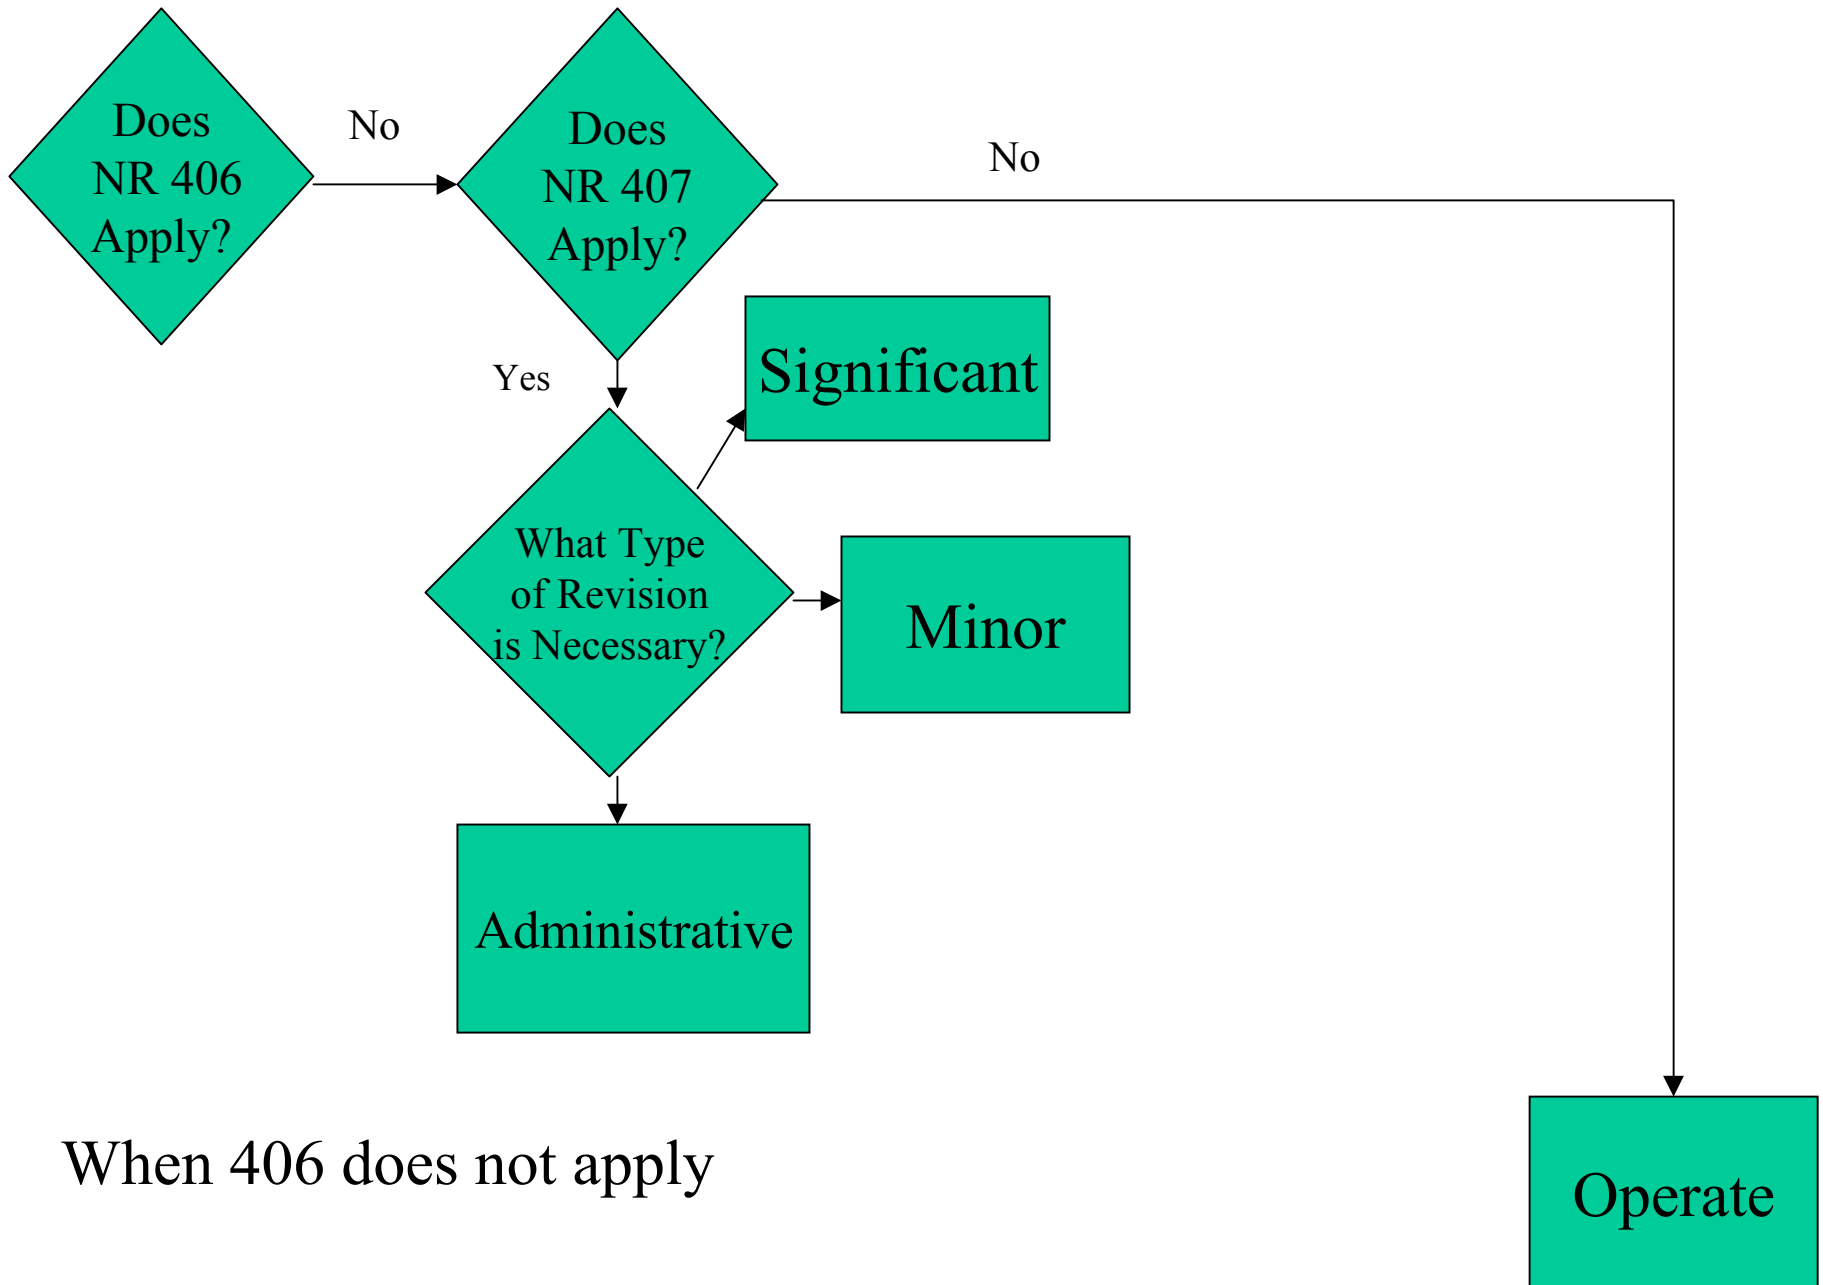 Does
NR 406
Apply?
No
Does
NR 407
Apply?
No
Yes
Significant
What Type
of Revision
is Necessary?
Minor
Administrative
When 406 does not apply
Operate